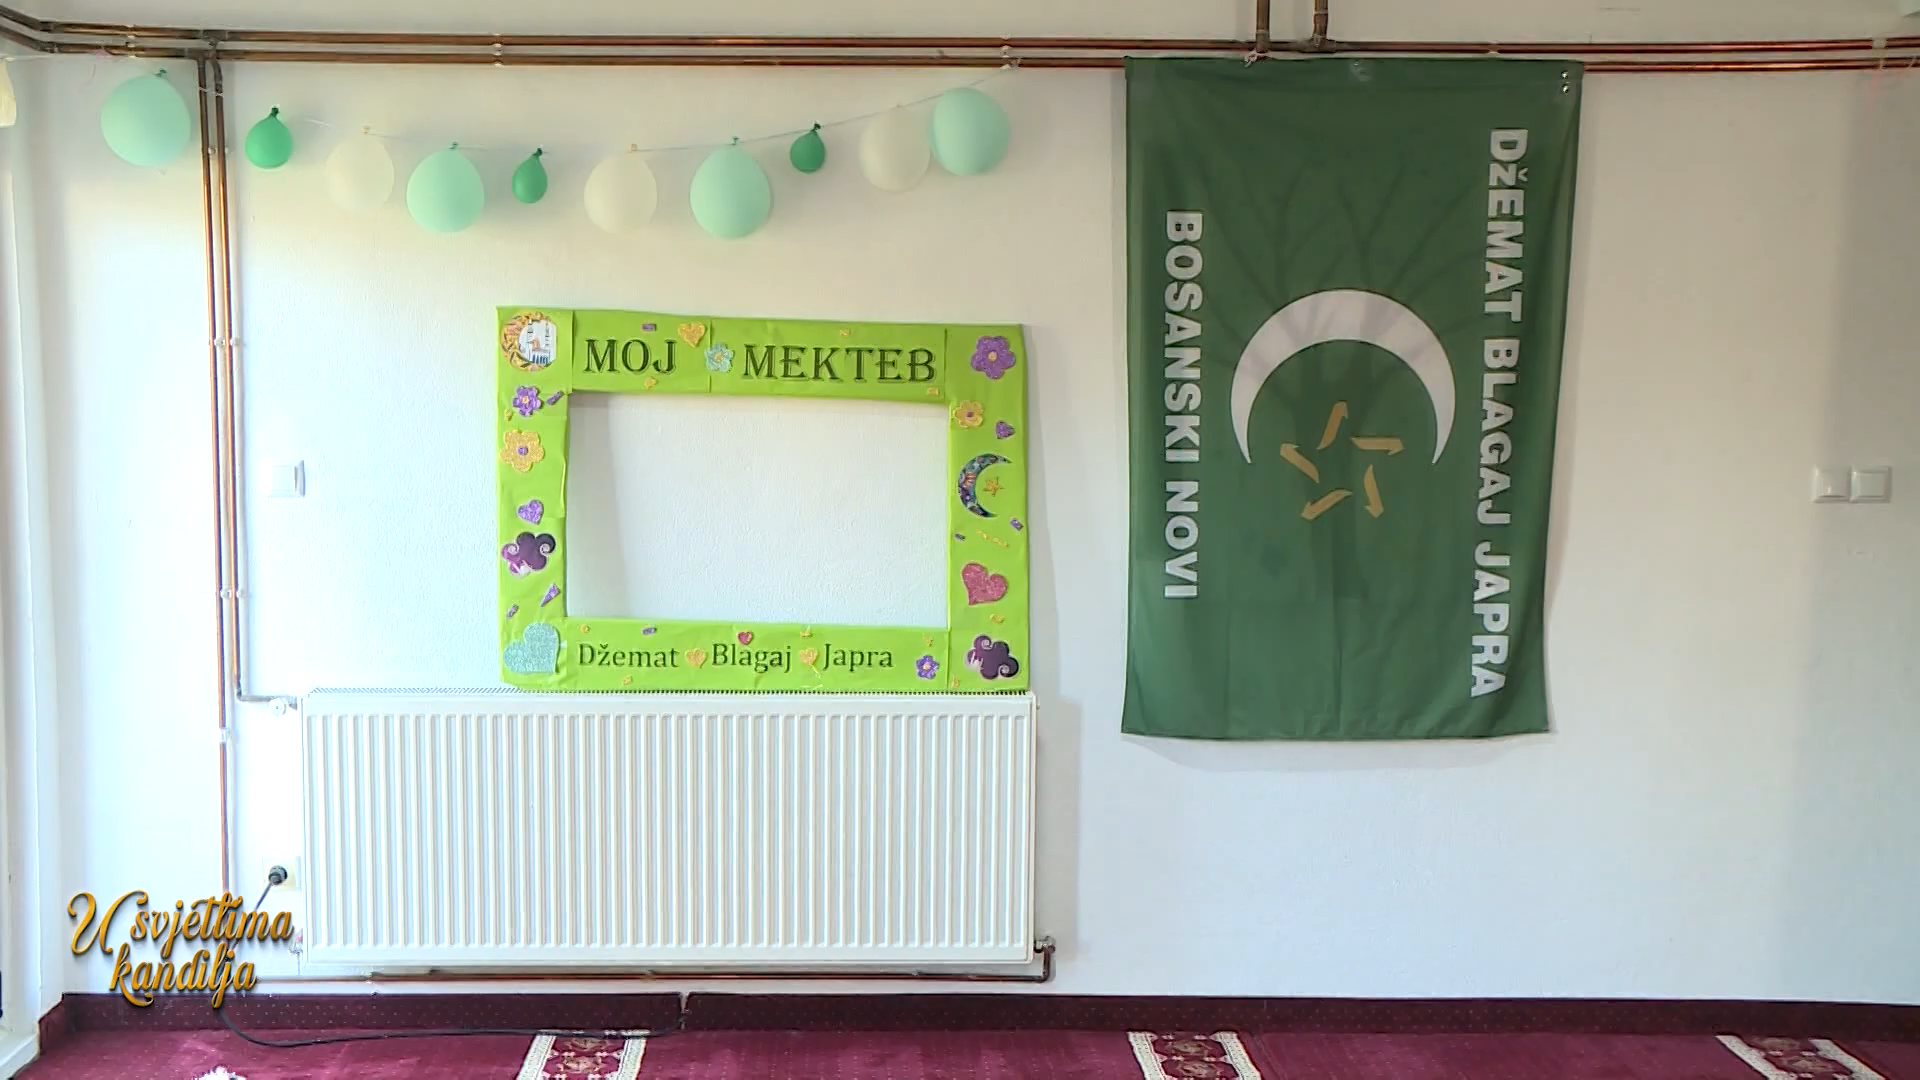 MOJ MEKTEB
Džemat Blagaj Japra
DžEMAT BLAGAJ JAPRA
BOSANSKI NOVI
U svjetlima
kandilja